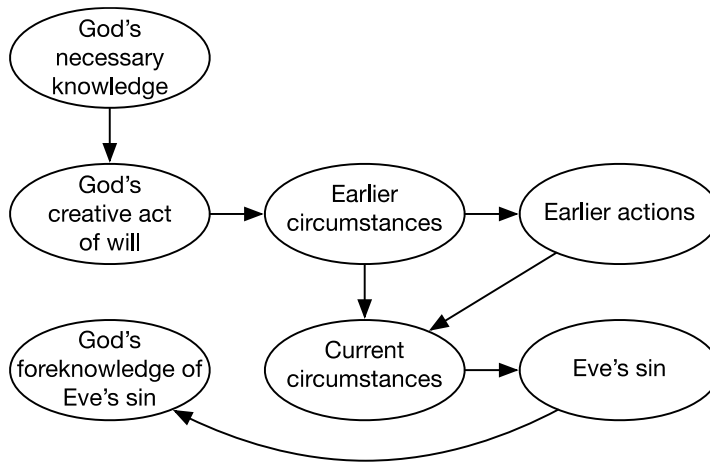 God’s
necessary
knowledge
God’s
creative act
of will
Earlier
circumstances
Earlier actions
God’s
foreknowledge of
Eve’s sin
Current
circumstances
Eve’s sin